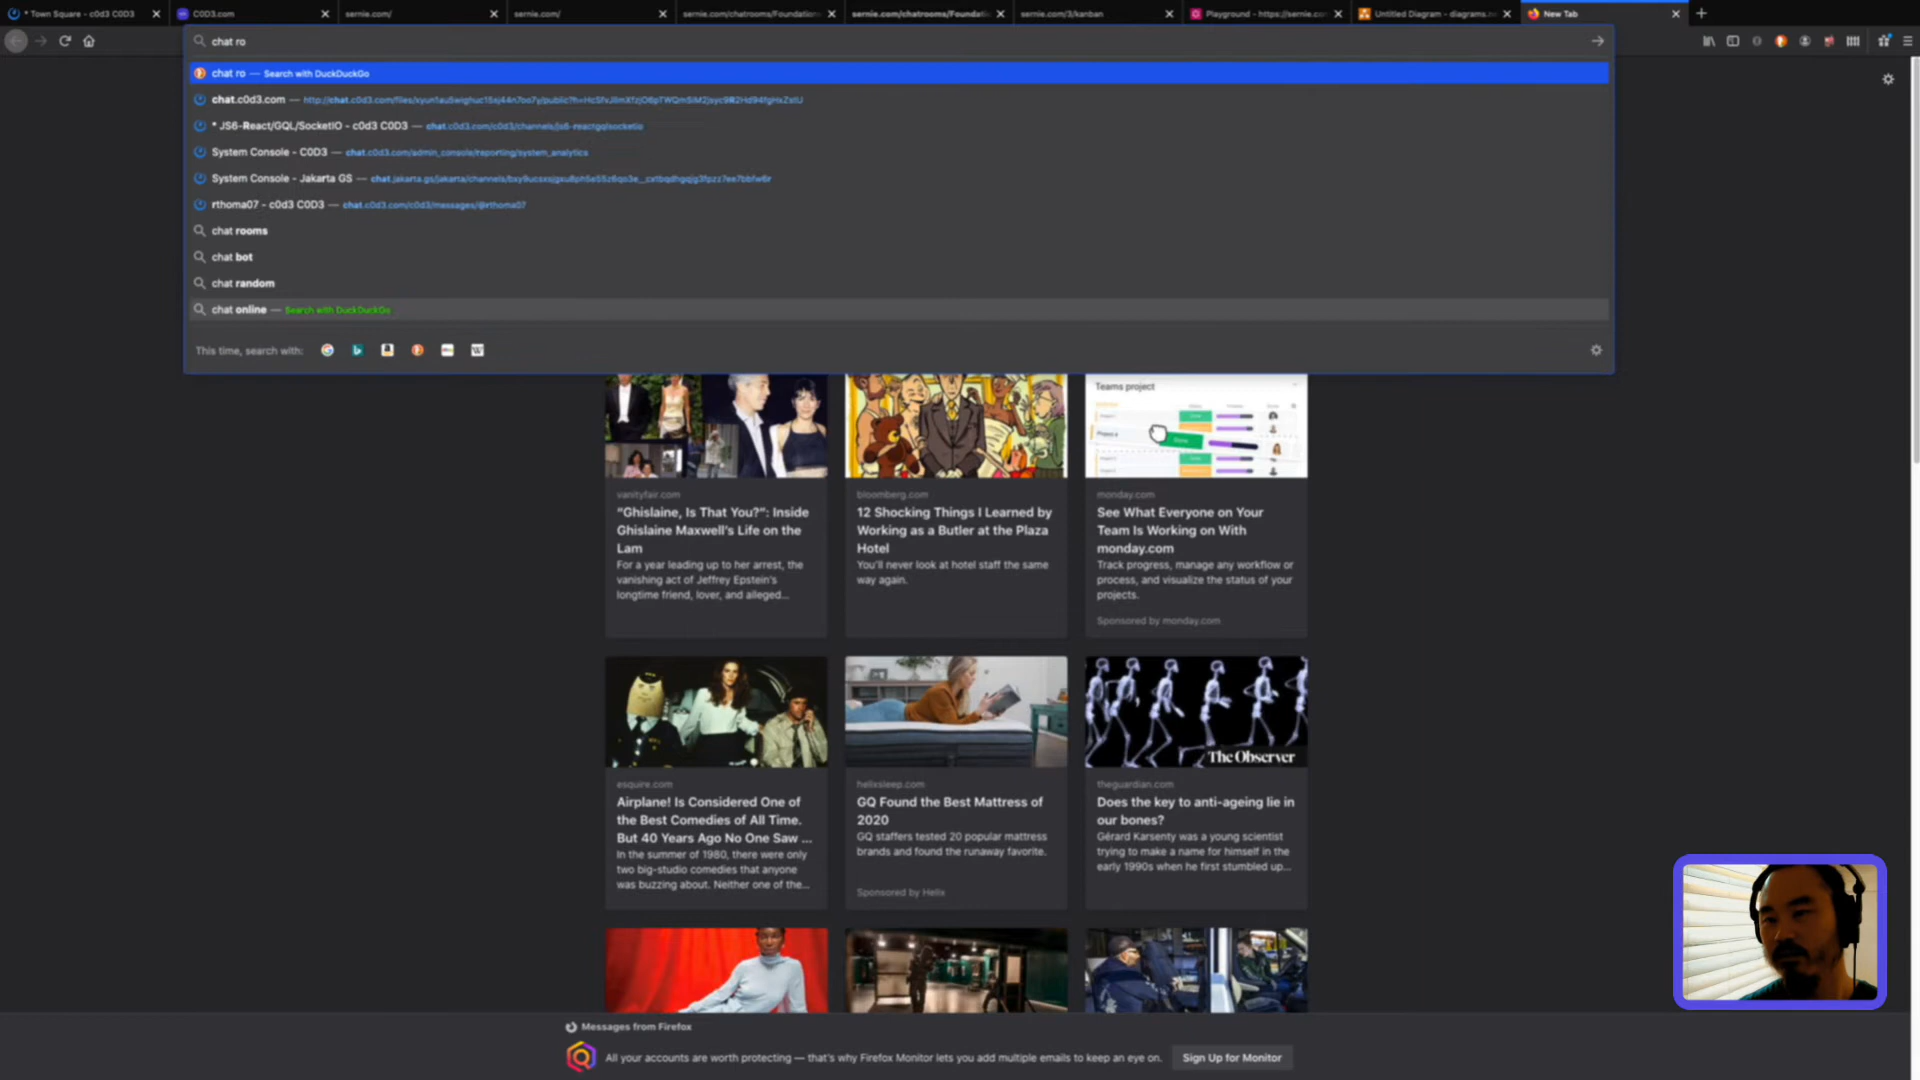 * Town Square - c0d3 C0D3
C0D3.com
sernie.com/
sernie.com/
sernie.com/chatrooms/Foundation
sernie.com/chatrooms/Foundati
sernie.com/3/kanban
Playground - https://sernie.co
Untitled Diagram - diagrams.n
New Tab
chat ro
chat ro — Search with DuckDuckGo
chat.c0d3.com —
* JS6-React/GQL/SocketIO - c0d3 C0D3 — chat.c0d3.com/c0d3/channels/js6-reactgqlsocketio
System Console - C0D3 — chat.c0d3.com/admin_console/reporting/system_analytics
System Console - Jakarta GS —
rthoma07 - c0d3 C0D3 — chat.c0d3.com/c0d3/messages/@rthoma07
chat rooms
chat bot
chat random
chat online — Search with DuckDuckGo
This time, search with:
Teams project
vanityfair.com
“Ghislaine, Is That You?”: Inside
Ghislaine Maxwell’s Life on the
Lam
For a year leading up to her arrest, the
vanishing act of Jeffrey Epstein’s
longtime friend, lover, and alleged...
bloomberg.com
12 Shocking Things I Learned by
Working as a Butler at the Plaza
Hotel
You’ll never look at hotel staff the same
way again.
monday.com
See What Everyone on Your
Team Is Working on With
monday.com
Track progress, manage any workflow or
process, and visualize the status of your
projects.
Sponsored by monday.com
The Observer
esquire.com
Airplane! Is Considered One of
the Best Comedies of All Time.
But 40 Years Ago No One Saw ...
In the summer of 1980, there were only
two big-studio comedies that anyone
was buzzing about. Neither one of the...
helixsleep.com
GQ Found the Best Mattress of
2020
GQ staffers tested 20 popular mattress
brands and found the runaway favorite.
Sponsored by Helix
theguardian.com
Does the key to anti-ageing lie in
our bones?
Gérard Karsenty was a young scientist
trying to make a name for himself in the
early 1990s when he first stumbled up...
Messages from Firefox
All your accounts are worth protecting — that’s why Firefox Monitor lets you add multiple emails to keep an eye on.
Sign Up for Monitor